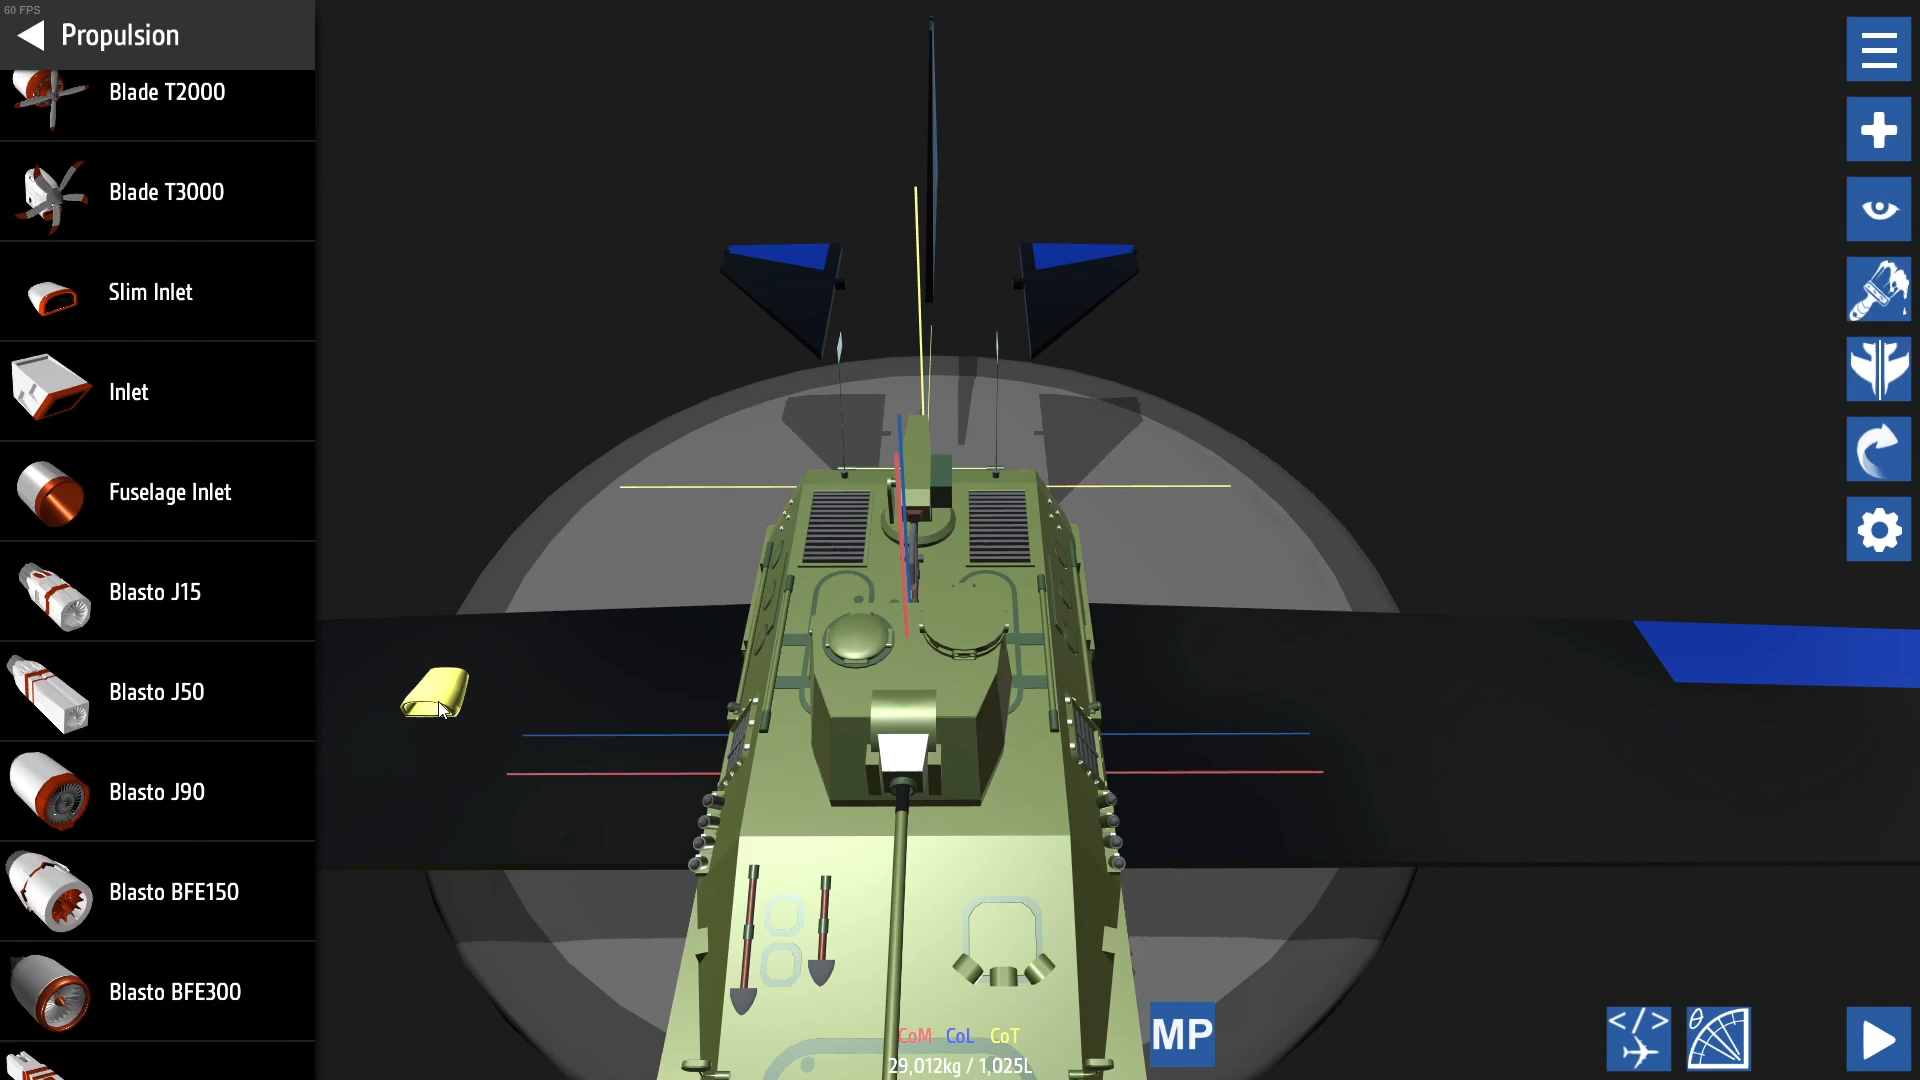 60 FPS
Propulsion
Blade T2000
Blade T3000
Slim Inlet
Inlet
Fuselage Inlet
Blasto J15
Blasto J50
Blasto J90
Blasto BFE150
Blasto BFE300
CoM CoL CoT
29,012kg / 1,025L
MP
</>
θ